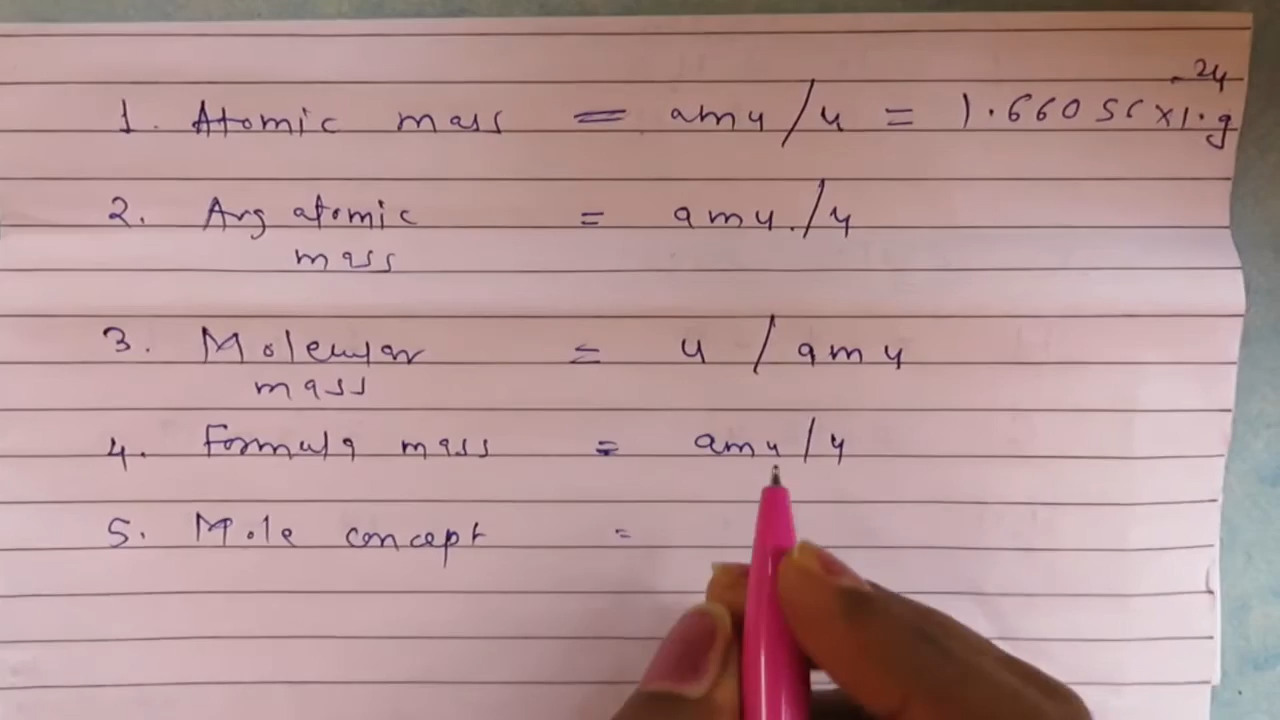 1. Atomic mass = amu/u = 1.66056×10⁻²⁴ g
2. Avg atomic = amu./u
mass
3. Molecular = u / amu
mass
4. Formula mass = amu/u
5. Mole concept =